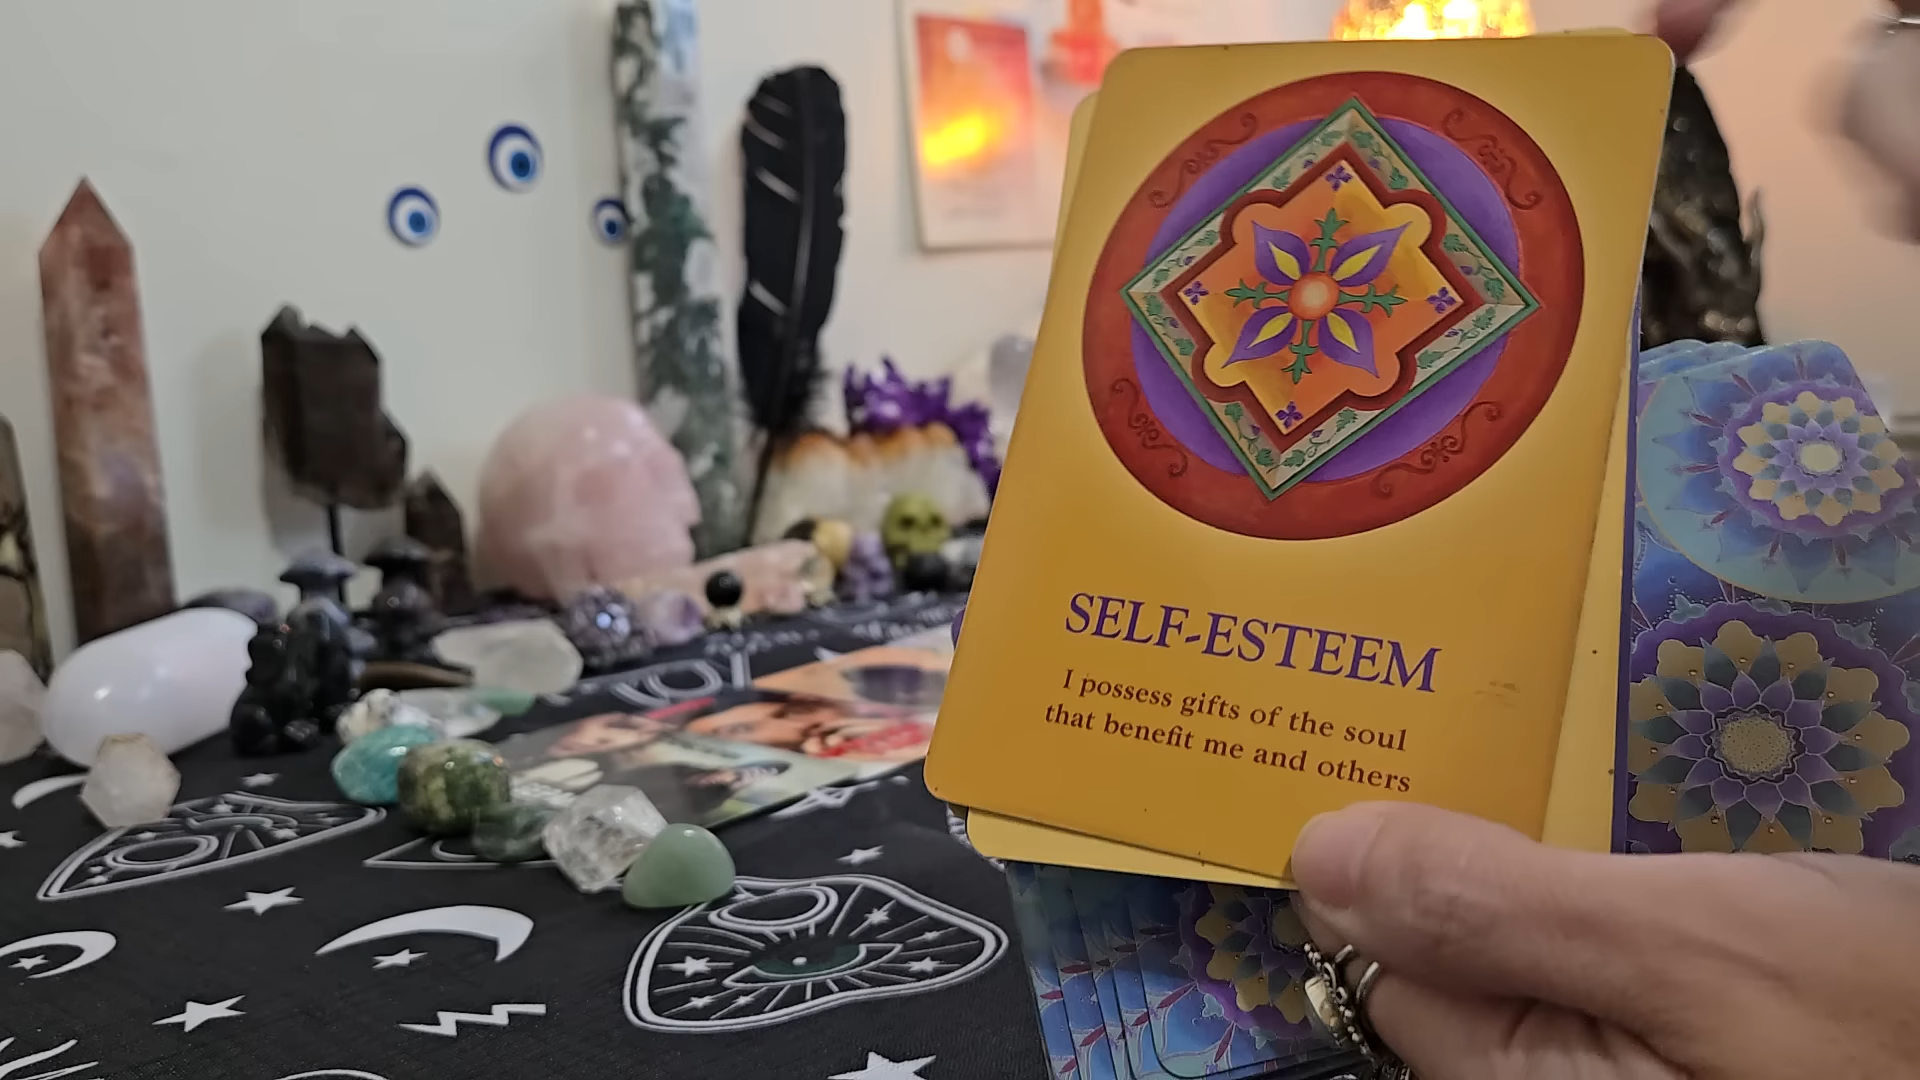 SELF-ESTEEM
I possess gifts of the soul
that benefit me and others